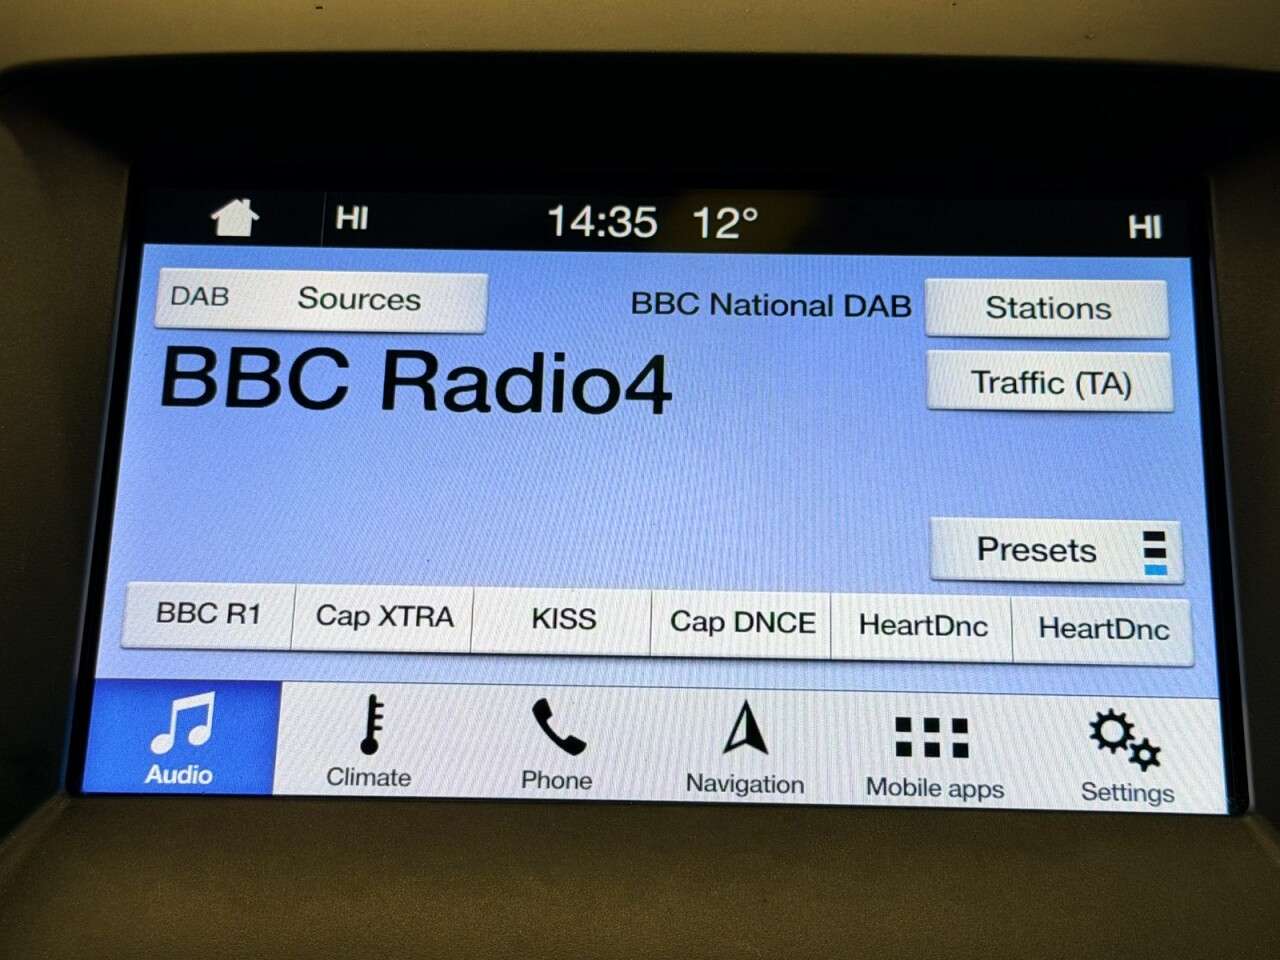 HI 14:35 12° HI
DAB Sources BBC National DAB Stations
BBC Radio4
Traffic (TA)
Presets
BBC R1 Cap XTRA KISS Cap DNCE HeartDnc HeartDnc
Audio Climate Phone Navigation Mobile apps Settings